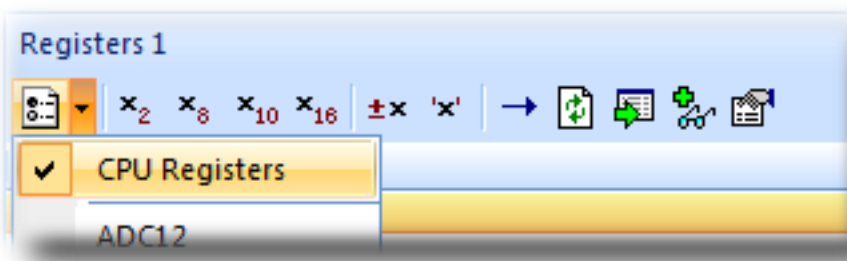 Registers 1
x₂ x₈ x₁₀ x₁₆ ±x 'x'
CPU Registers
ADC12